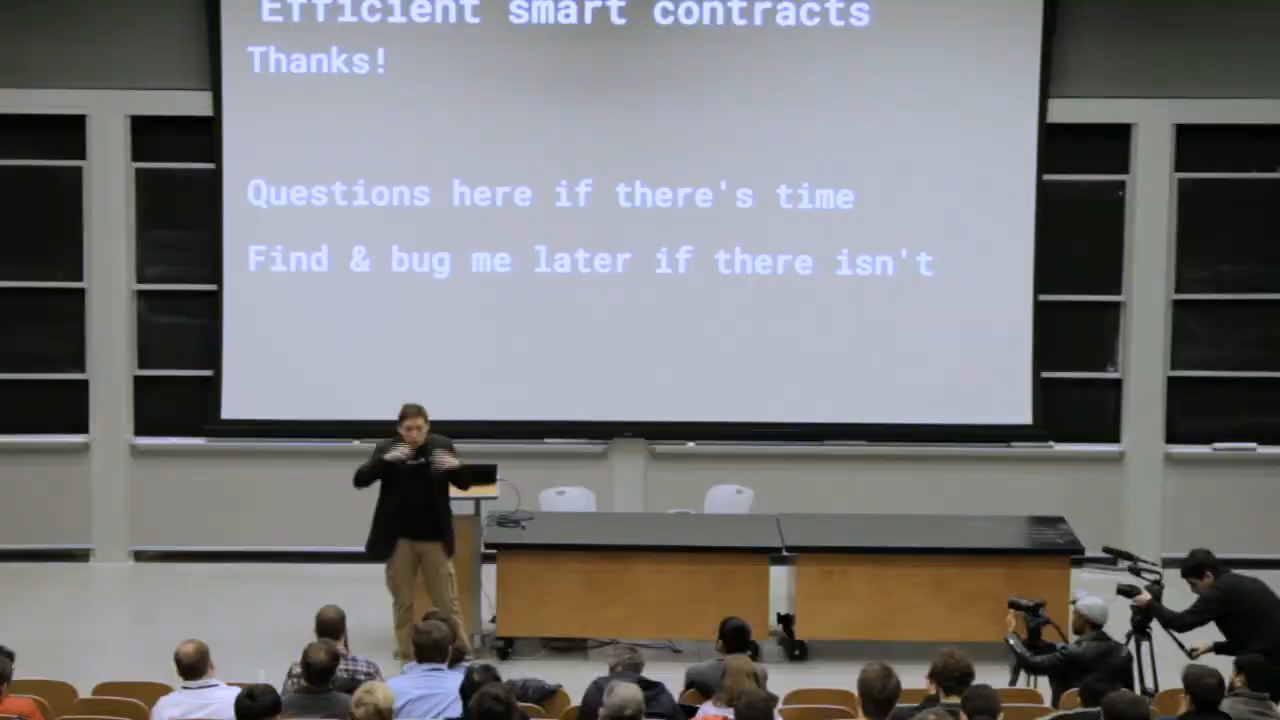 Efficient smart contracts
Thanks!
Questions here if there's time
Find & bug me later if there isn't